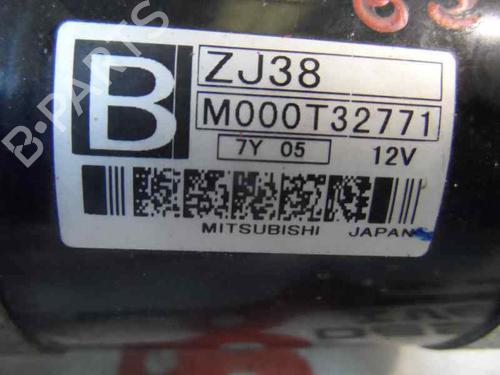 B
ZJ38
M000T32771
7Y 05
12V
MITSUBISHI JAPAN
B-PARTS